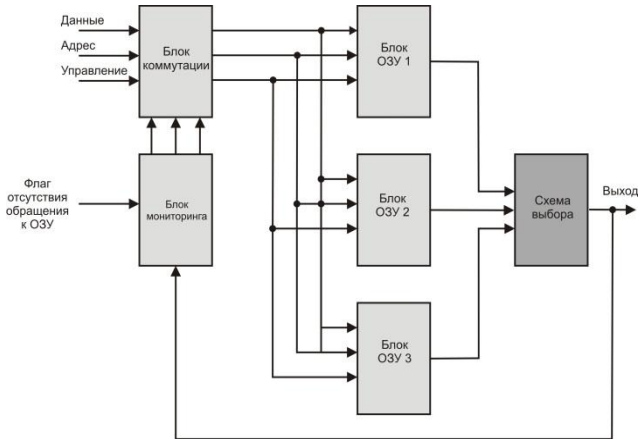 Данные
Адрес
Управление
Блок
коммутации
Блок
ОЗУ 1
Флаг
отсутствия
обращения
к ОЗУ
Блок
мониторинга
Блок
ОЗУ 2
Схема
выбора
Выход
Блок
ОЗУ 3